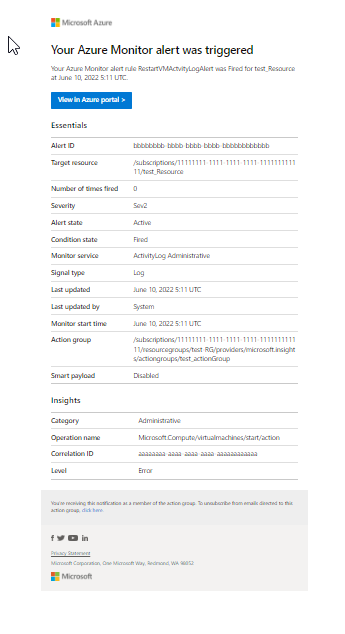 Microsoft Azure
Your Azure Monitor alert was triggered
Your Azure Monitor alert rule RestartVMActvityLogAlert was Fired for test_Resource
at June 10, 2022 5:11 UTC.
View in Azure portal >
Essentials
Alert ID bbbbbbbb-bbbb-bbbb-bbbb-bbbbbbbbbbbb
Target resource /subscriptions/11111111-1111-1111-1111-1111111111
11/test_Resource
Number of times fired 0
Severity Sev2
Alert state Active
Condition state Fired
Monitor service ActivityLog Administrative
Signal type Log
Last updated June 10, 2022 5:11 UTC
Last updated by System
Monitor start time June 10, 2022 5:11 UTC
Action group /subscriptions/11111111-1111-1111-1111-1111111111
11/resourcegroups/test-RG/providers/microsoft.insight
s/actiongroups/test_actionGroup
Smart payload Disabled
Insights
Category Administrative
Operation name Microsoft.Compute/virtualmachines/start/action
Correlation ID aaaaaaaa-aaaa-aaaa-aaaa-aaaaaaaaaaaa
Level Error
You're receiving this notification as a member of the action group. To unsubscribe from emails directed to this
action group, click here.
f in
Privacy Statement
Microsoft Corporation, One Microsoft Way, Redmond, WA 98052
Microsoft